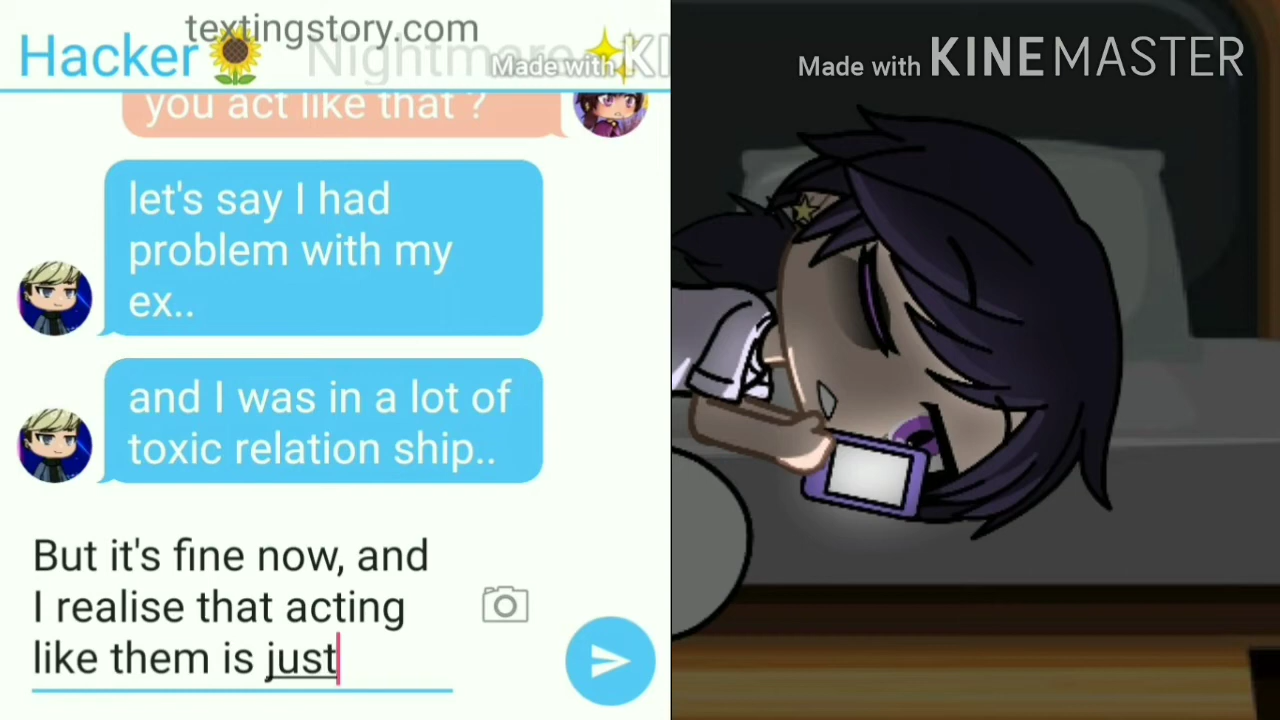 textingstory.com
Hacker🌻 Nightmare✨
Made with KI
Made with KINEMASTER
you act like that ?
let's say I had
problem with my
ex..
and I was in a lot of
toxic relation ship..
But it's fine now, and
I realise that acting
like them is just